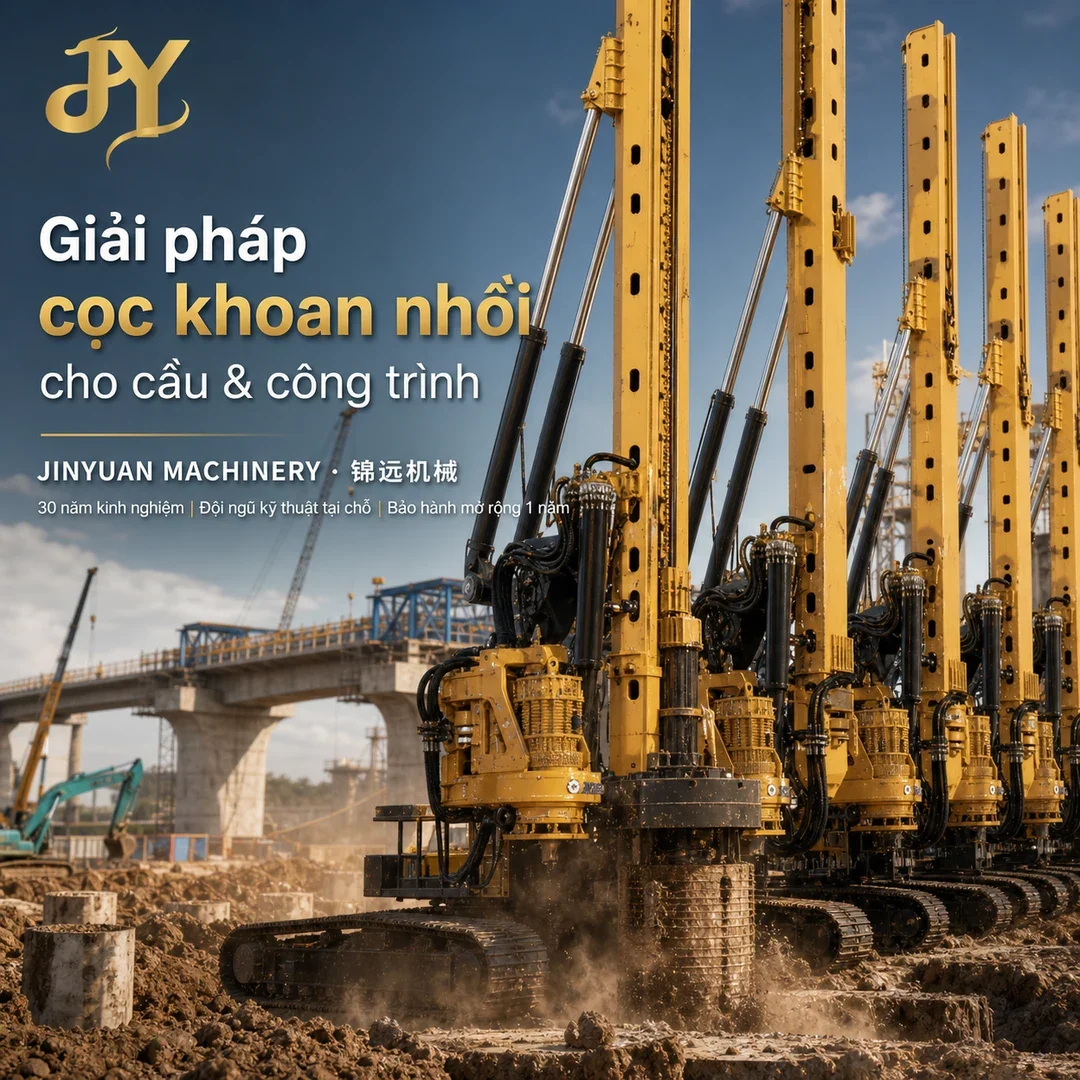 JY
Giải pháp
cọc khoan nhồi
cho cầu & công trình
JINYUAN MACHINERY · 锦远机械
30 năm kinh nghiệm | Đội ngũ kỹ thuật tại chỗ | Bảo hành mở rộng 1 năm